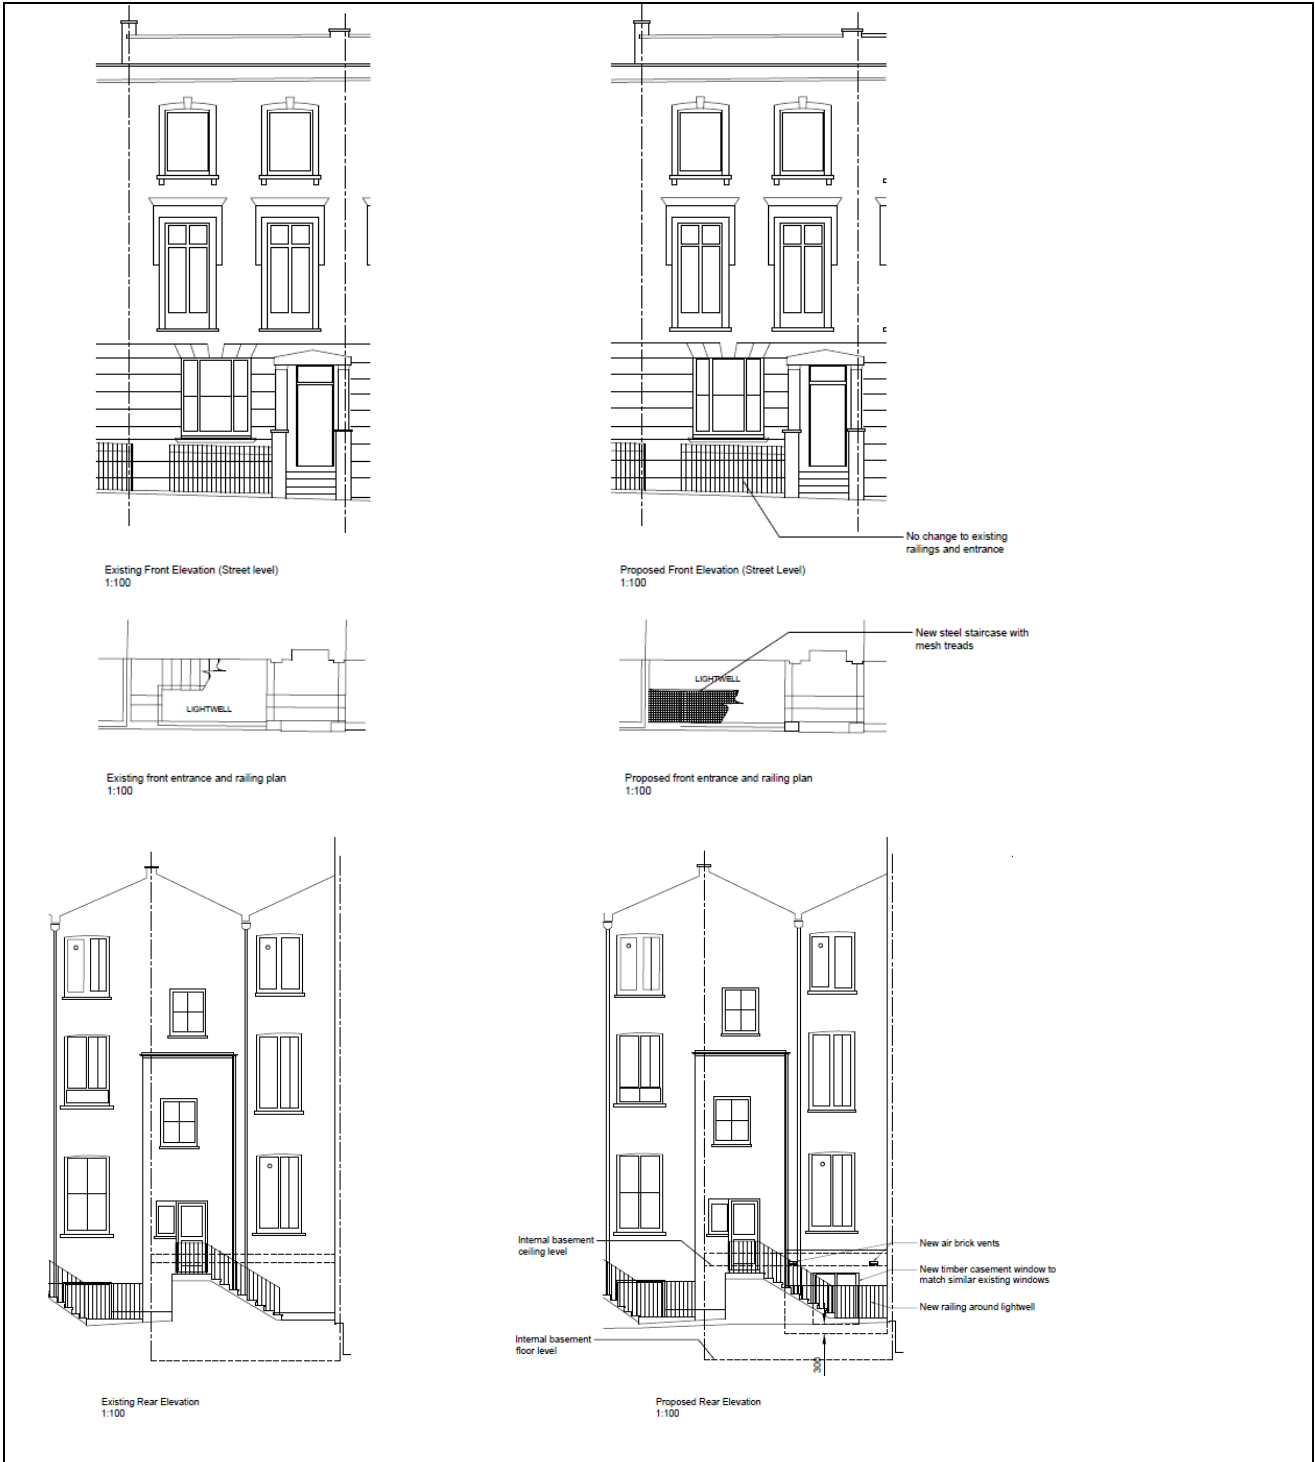 No change to existing
railings and entrance
Existing Front Elevation (Street level)
1:100
Proposed Front Elevation (Street Level)
1:100
New steel staircase with
mesh treads
LIGHTWELL
LIGHTWELL
Existing front entrance and railing plan
1:100
Proposed front entrance and railing plan
1:100
Internal basement
ceiling level
New air brick vents
New timber casement window to
match similar existing windows
New railing around lightwell
Internal basement
floor level
300
Existing Rear Elevation
1:100
Proposed Rear Elevation
1:100